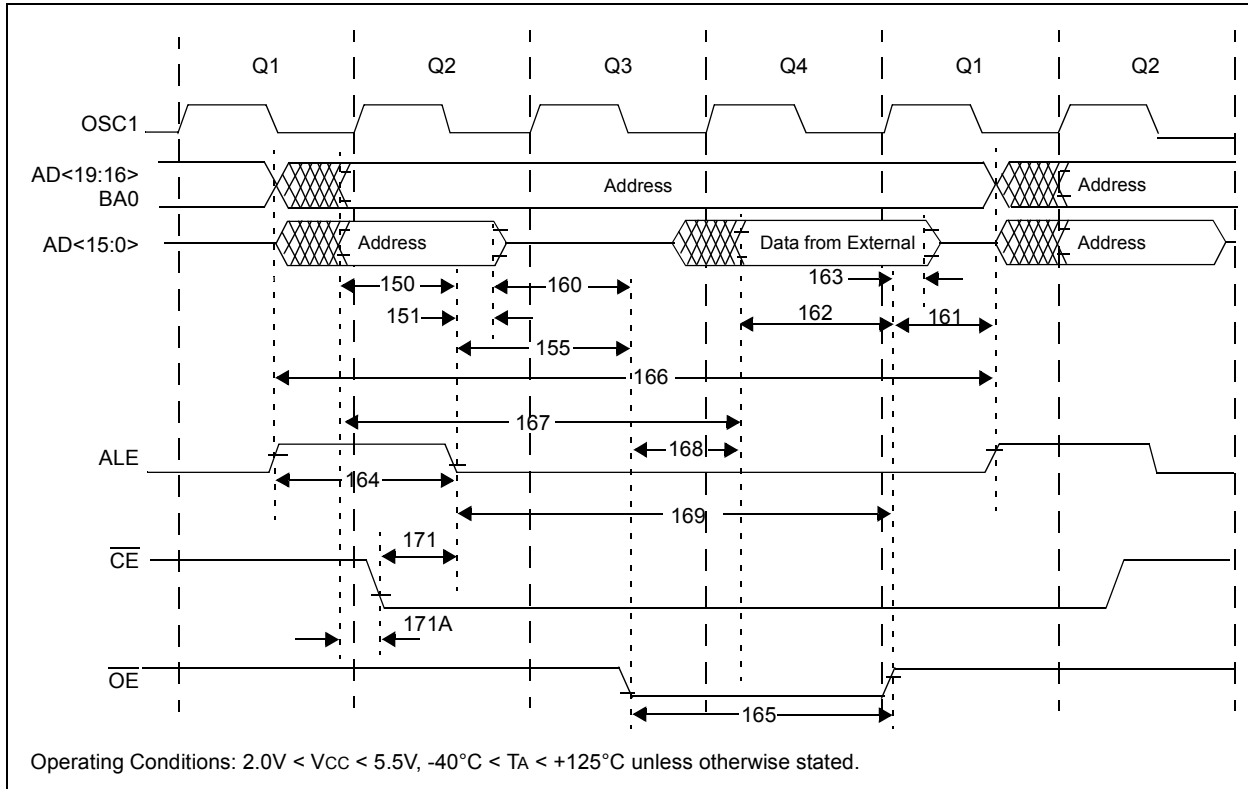 Q1 Q2 Q3 Q4 Q1 Q2
OSC1
AD<19:16>
BA0
Address
Address
AD<15:0>
Address
Data from External
Address
150
160
163
151
162
161
155
166
167
168
ALE
164
169
171
CE
171A
OE
165
Operating Conditions: 2.0V < VCC < 5.5V, -40°C < TA < +125°C unless otherwise stated.